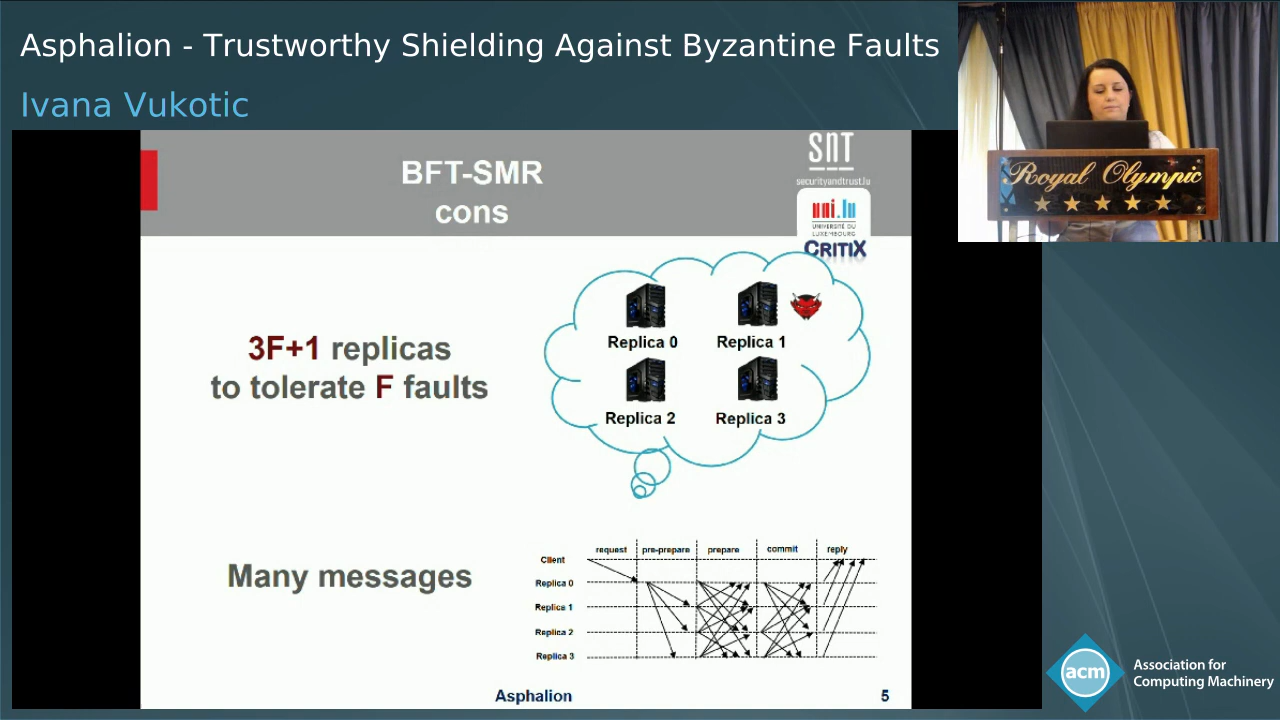 Asphalion - Trustworthy Shielding Against Byzantine Faults
Ivana Vukotic
BFT-SMR
cons
SNT
securityandtrust.lu
uni.lu
UNIVERSITÉ DU
LUXEMBOURG
CRITIX
Royal Olympic
3F+1 replicas
to tolerate F faults
Replica 0
Replica 1
Replica 2
Replica 3
Many messages
request
pre-prepare
prepare
commit
reply
Client
Replica 0
Replica 1
Replica 2
Replica 3
Asphalion
5
acm
Association for
Computing Machinery